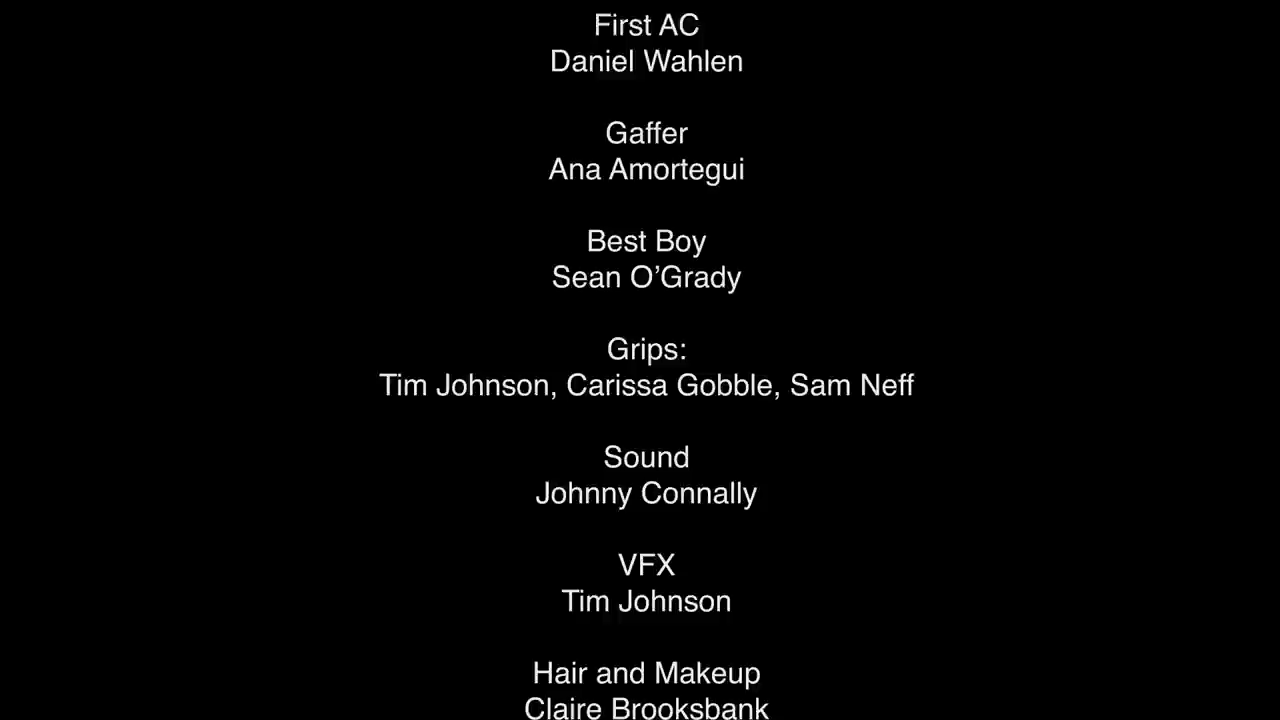 First AC
Daniel Wahlen
Gaffer
Ana Amortegui
Best Boy
Sean O’Grady
Grips:
Tim Johnson, Carissa Gobble, Sam Neff
Sound
Johnny Connally
VFX
Tim Johnson
Hair and Makeup
Claire Brooksbank